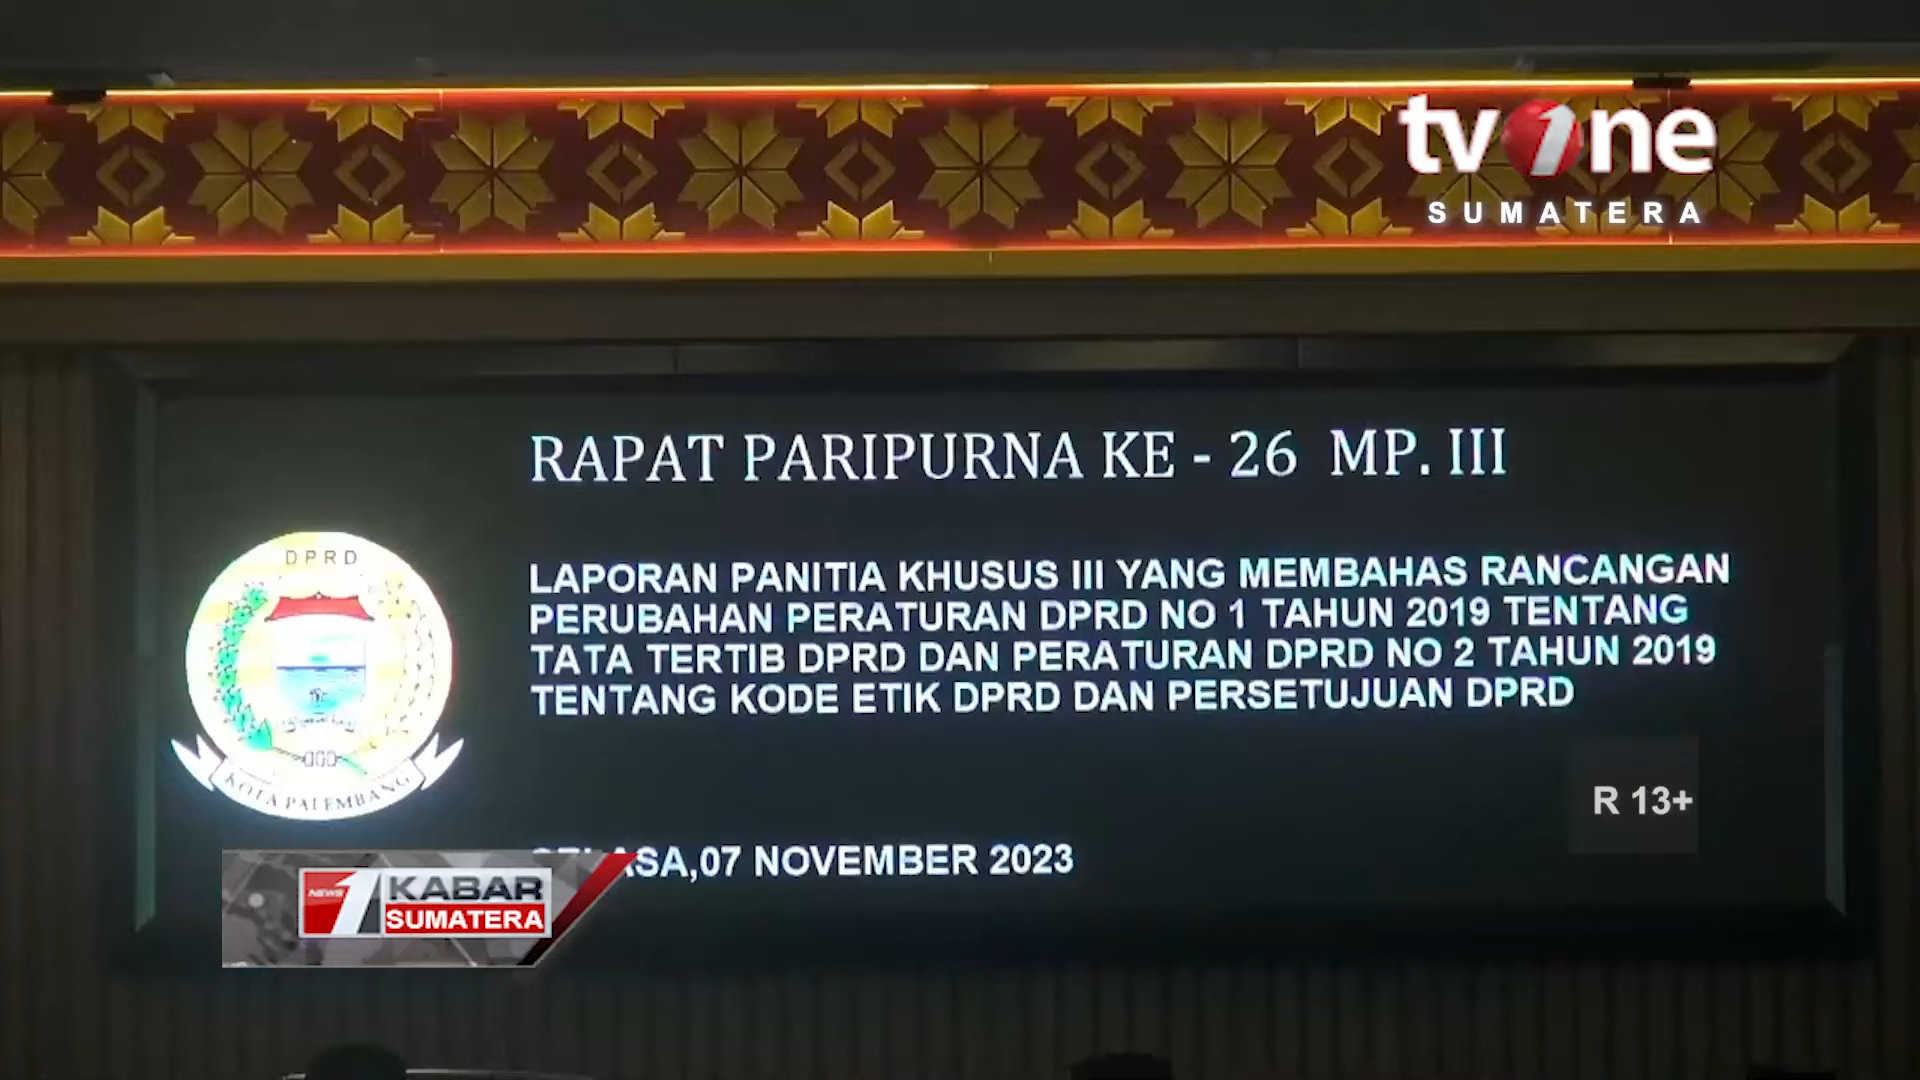 tvOne
SUMATERA
RAPAT PARIPURNA KE - 26 MP. III
DPRD
KOTA PALEMBANG
LAPORAN PANITIA KHUSUS III YANG MEMBAHAS RANCANGAN
PERUBAHAN PERATURAN DPRD NO 1 TAHUN 2019 TENTANG
TATA TERTIB DPRD DAN PERATURAN DPRD NO 2 TAHUN 2019
TENTANG KODE ETIK DPRD DAN PERSETUJUAN DPRD
R 13+
SELASA,07 NOVEMBER 2023
NEWS 1 KABAR
SUMATERA